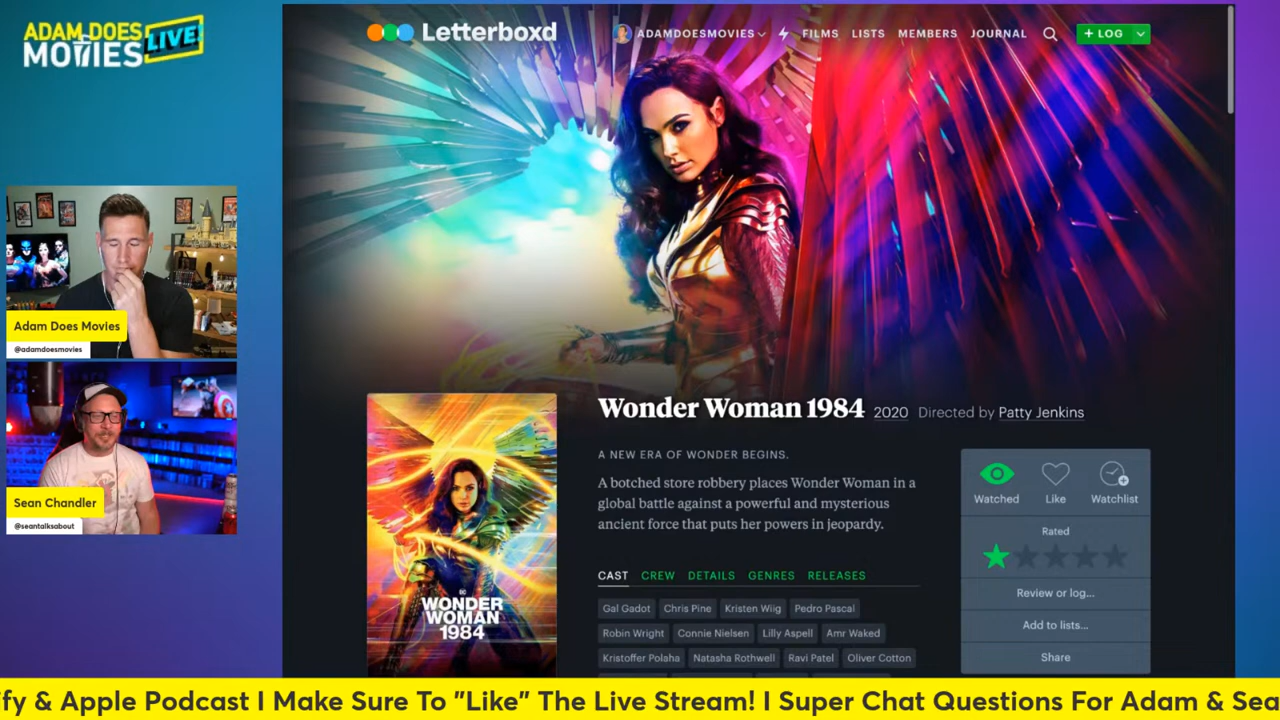 ADAM DOES
MOVIES
LIVE!
Letterboxd
ADAMDOESMOVIES
FILMS
LISTS
MEMBERS
JOURNAL
+ LOG
Adam Does Movies
@adamdoesmovies
Sean Chandler
@seantalksabout
Wonder Woman 1984 2020 Directed by Patty Jenkins
A NEW ERA OF WONDER BEGINS.
A botched store robbery places Wonder Woman in a
global battle against a powerful and mysterious
ancient force that puts her powers in jeopardy.
CAST CREW DETAILS GENRES RELEASES
Gal Gadot Chris Pine Kristen Wiig Pedro Pascal
Robin Wright Connie Nielsen Lilly Aspell Amr Waked
Kristoffer Polaha Natasha Rothwell Ravi Patel Oliver Cotton
Watched Like Watchlist
Rated
Review or log...
Add to lists...
Share
DC
WONDER
WOMAN
1984
ify & Apple Podcast I Make Sure To "Like" The Live Stream! I Super Chat Questions For Adam & Sea